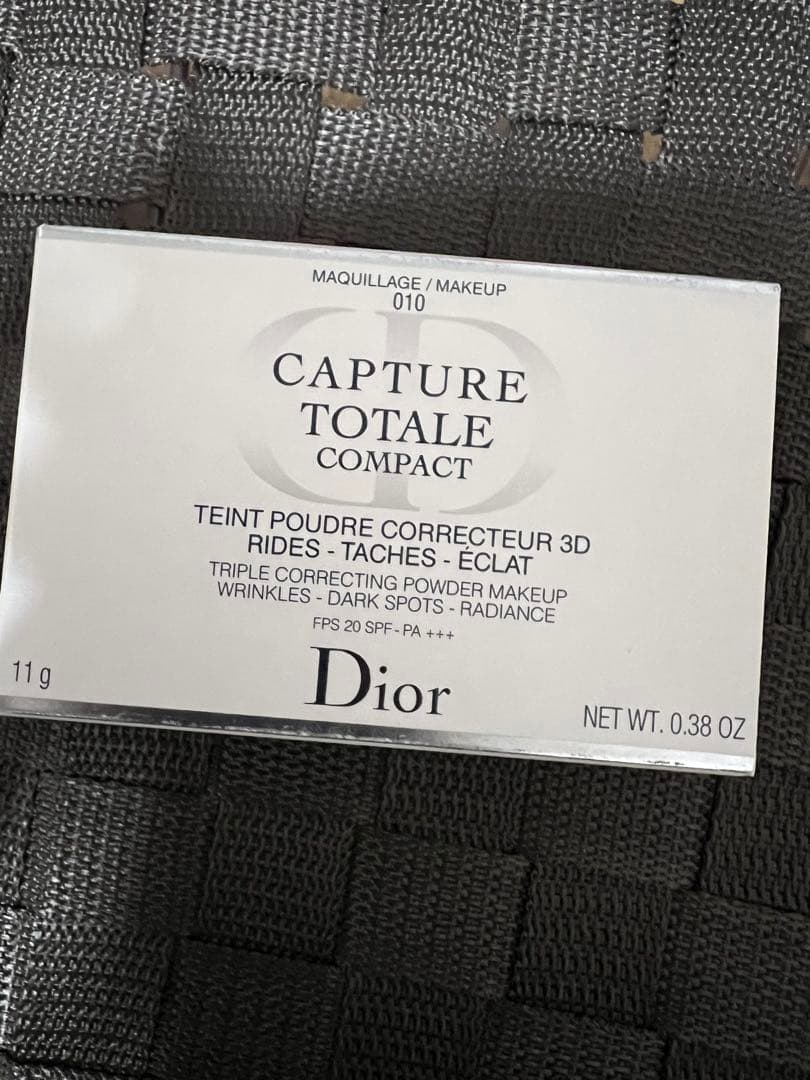 MAQUILLAGE / MAKEUP
010
CAPTURE
TOTALE
COMPACT
TEINT POUDRE CORRECTEUR 3D
RIDES - TACHES - ÉCLAT
TRIPLE CORRECTING POWDER MAKEUP
WRINKLES - DARK SPOTS - RADIANCE
FPS 20 SPF - PA +++
Dior
11 g
NET WT. 0.38 OZ